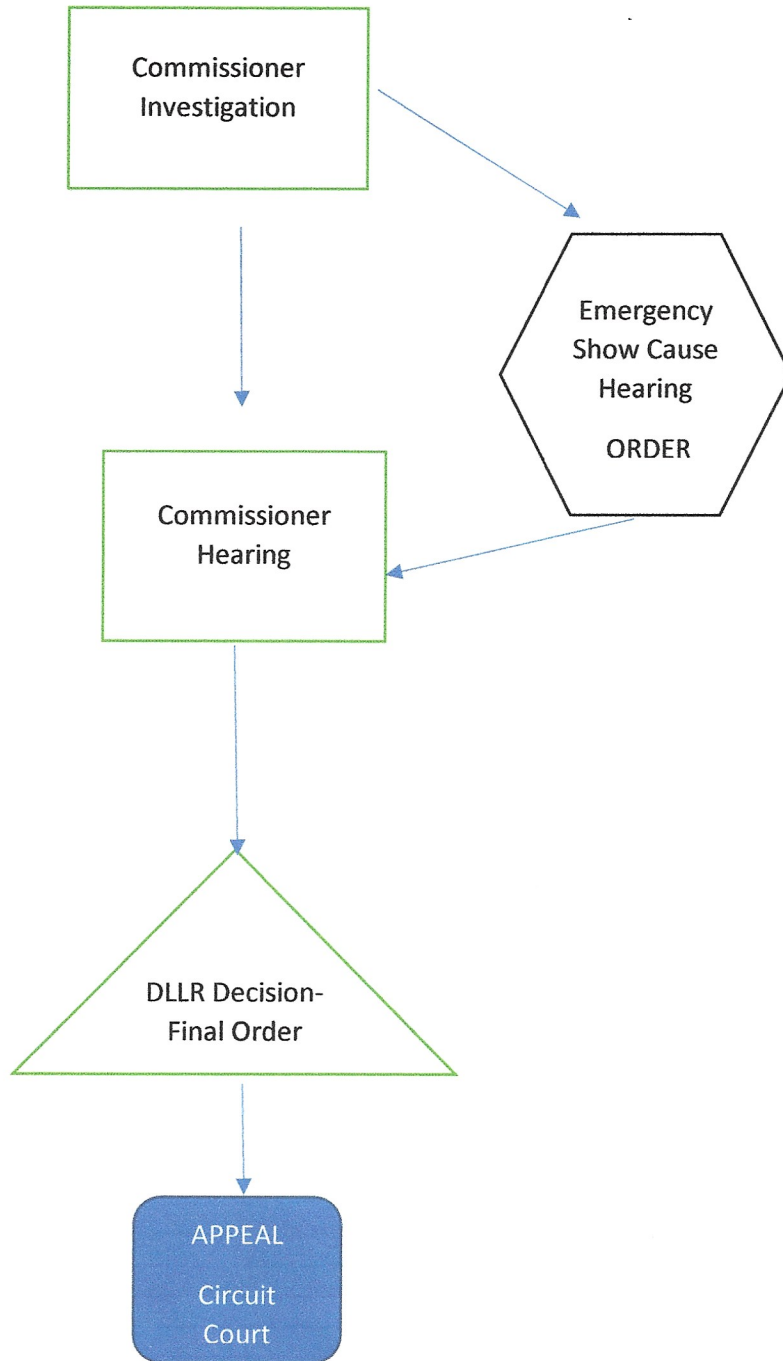 Commissioner
Investigation
Emergency
Show Cause
Hearing
ORDER
Commissioner
Hearing
DLLR Decision-
Final Order
APPEAL
Circuit
Court